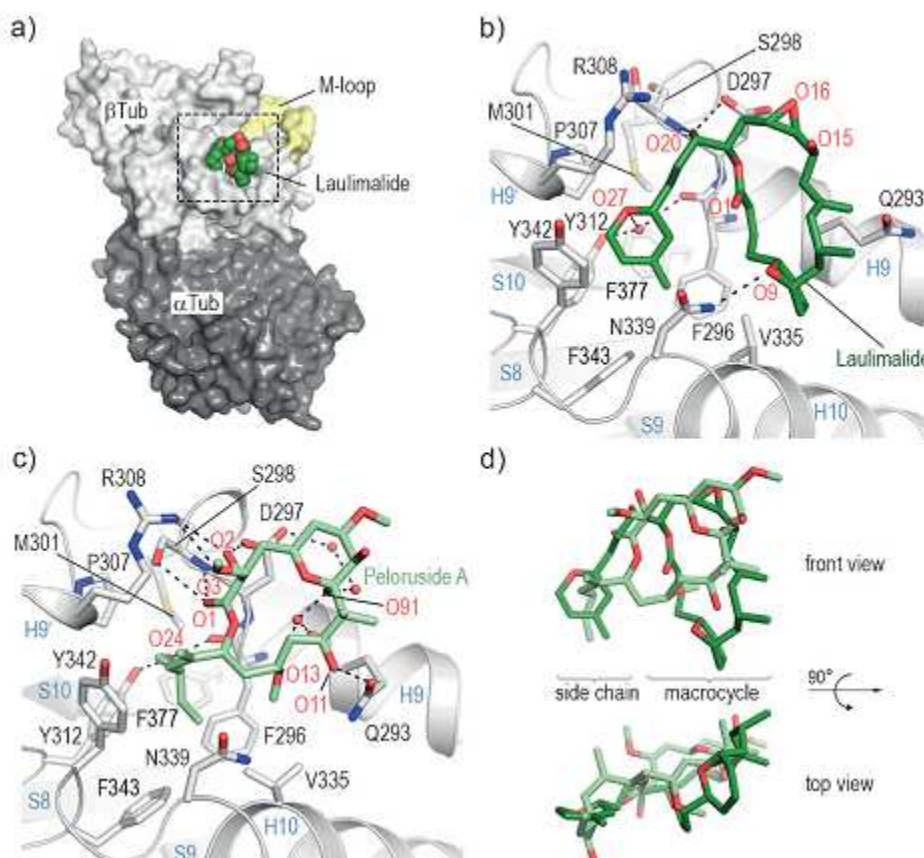 a)
βTub
M-loop
Laulimalide
αTub
b)
S298
R308
D297
O16
M301
P307
O20
O15
H9'
O27
O1
Q293
Y342
Y312
H9
S10
F377
O9
N339
F296
V335
F343
Laulimalide
S8
S9
H10
c)
S298
R308
D297
M301
O2
P307
O3
Peloruside A
O1
O91
H9'
O24
Y342
O13
H9
S10
O11
F377
Q293
Y312
F296
N339
V335
F343
S8
H10
S9
d)
front view
side chain
macrocycle
90°
top view